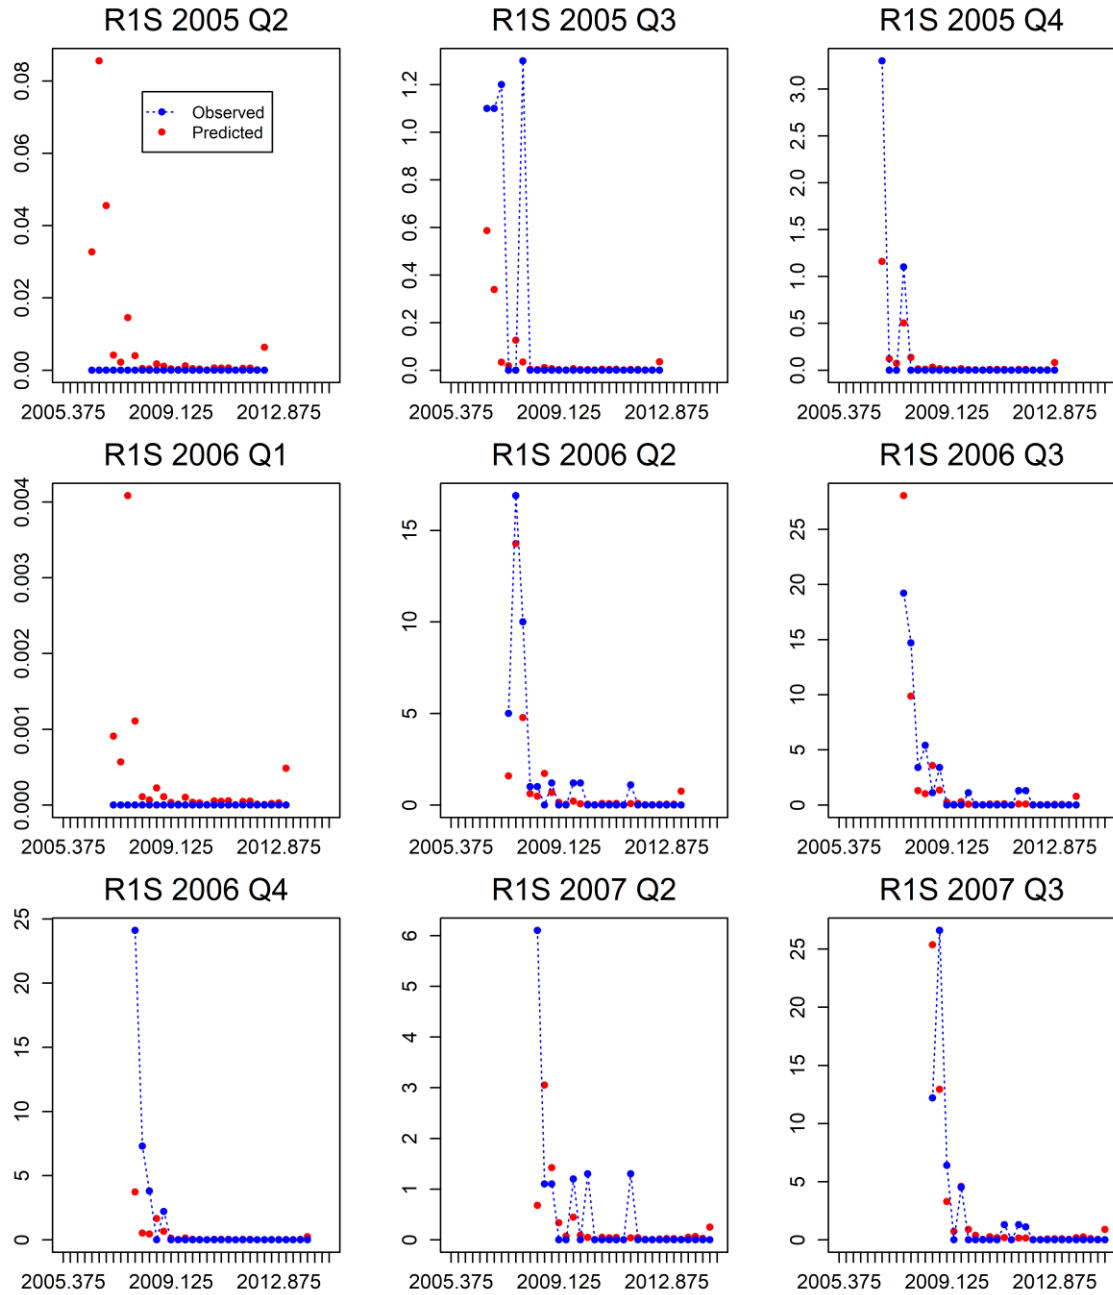 R1S 2005 Q2
R1S 2005 Q3
R1S 2005 Q4
0.08
0.06
0.04
0.02
0.00
Observed
Predicted
1.2
1.0
0.8
0.6
0.4
0.2
0.0
3.0
2.5
2.0
1.5
1.0
0.5
0.0
2005.375 2009.125 2012.875
2005.375 2009.125 2012.875
2005.375 2009.125 2012.875
R1S 2006 Q1
R1S 2006 Q2
R1S 2006 Q3
0.004
0.003
0.002
0.001
0.000
15
10
5
0
25
20
15
10
5
0
2005.375 2009.125 2012.875
2005.375 2009.125 2012.875
2005.375 2009.125 2012.875
R1S 2006 Q4
R1S 2007 Q2
R1S 2007 Q3
25
20
15
10
5
0
6
5
4
3
2
1
0
25
20
15
10
5
0
2005.375 2009.125 2012.875
2005.375 2009.125 2012.875
2005.375 2009.125 2012.875